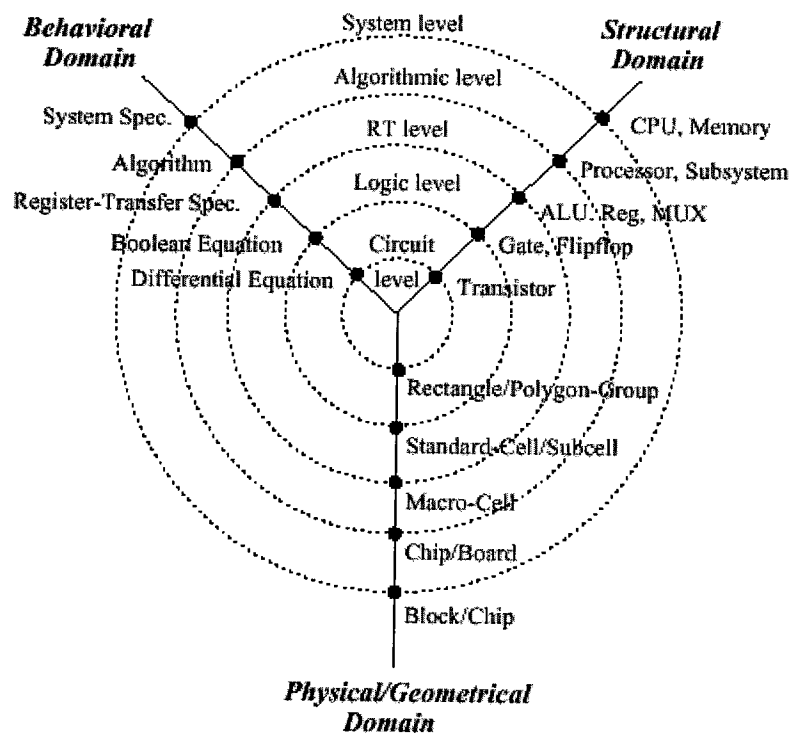 Behavioral
Domain
System level
Structural
Domain
Algorithmic level
System Spec.
CPU, Memory
RT level
Algorithm
Processor, Subsystem
Logic level
Register-Transfer Spec.
ALU, Reg, MUX
Boolean Equation
Circuit
level
Gate, Flipflop
Differential Equation
Transistor
Rectangle/Polygon-Group
Standard-Cell/Subcell
Macro-Cell
Chip/Board
Block/Chip
Physical/Geometrical
Domain